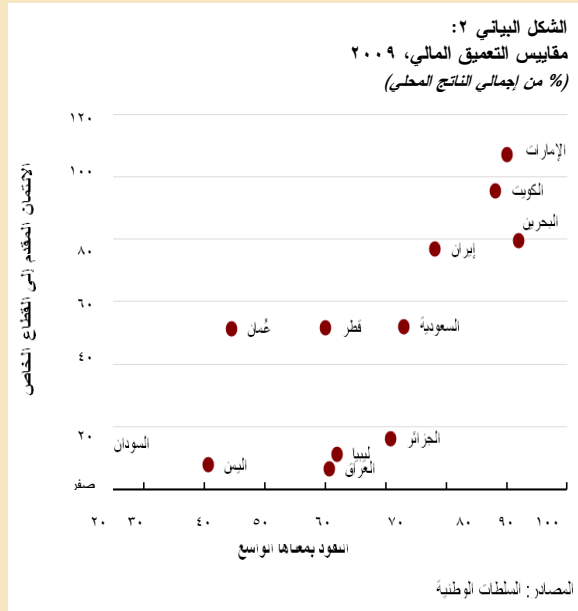 الشكل البياني ٢:
مقاييس التعميق المالي، ٢٠٠٩
(% من إجمالي الناتج المحلي)
١٢٠
١٠٠
٨٠
٦٠
٤٠
٢٠
صفر
الائتمان المقدم إلى القطاع الخاص
الإمارات
الكويت
البحرين
إيران
السعودية
قطر
عُمان
الجزائر
ليبيا
العراق
اليمن
السودان
٢٠ ٣٠ ٤٠ ٥٠ ٦٠ ٧٠ ٨٠ ٩٠ ١٠٠
النقود بمعناها الواسع
المصادر: السلطات الوطنية